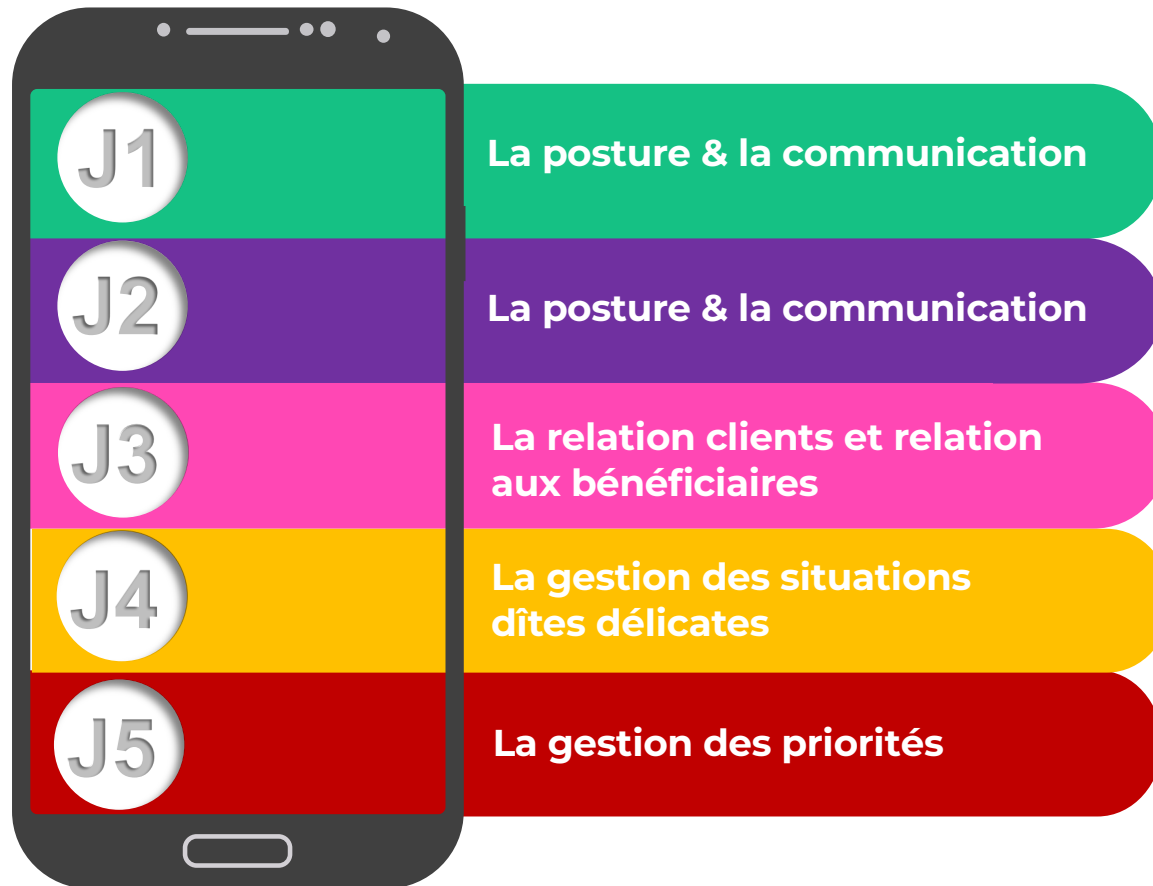 J1
La posture & la communication
J2
La posture & la communication
J3
La relation clients et relation
aux bénéficiaires
J4
La gestion des situations
dîtes délicates
J5
La gestion des priorités